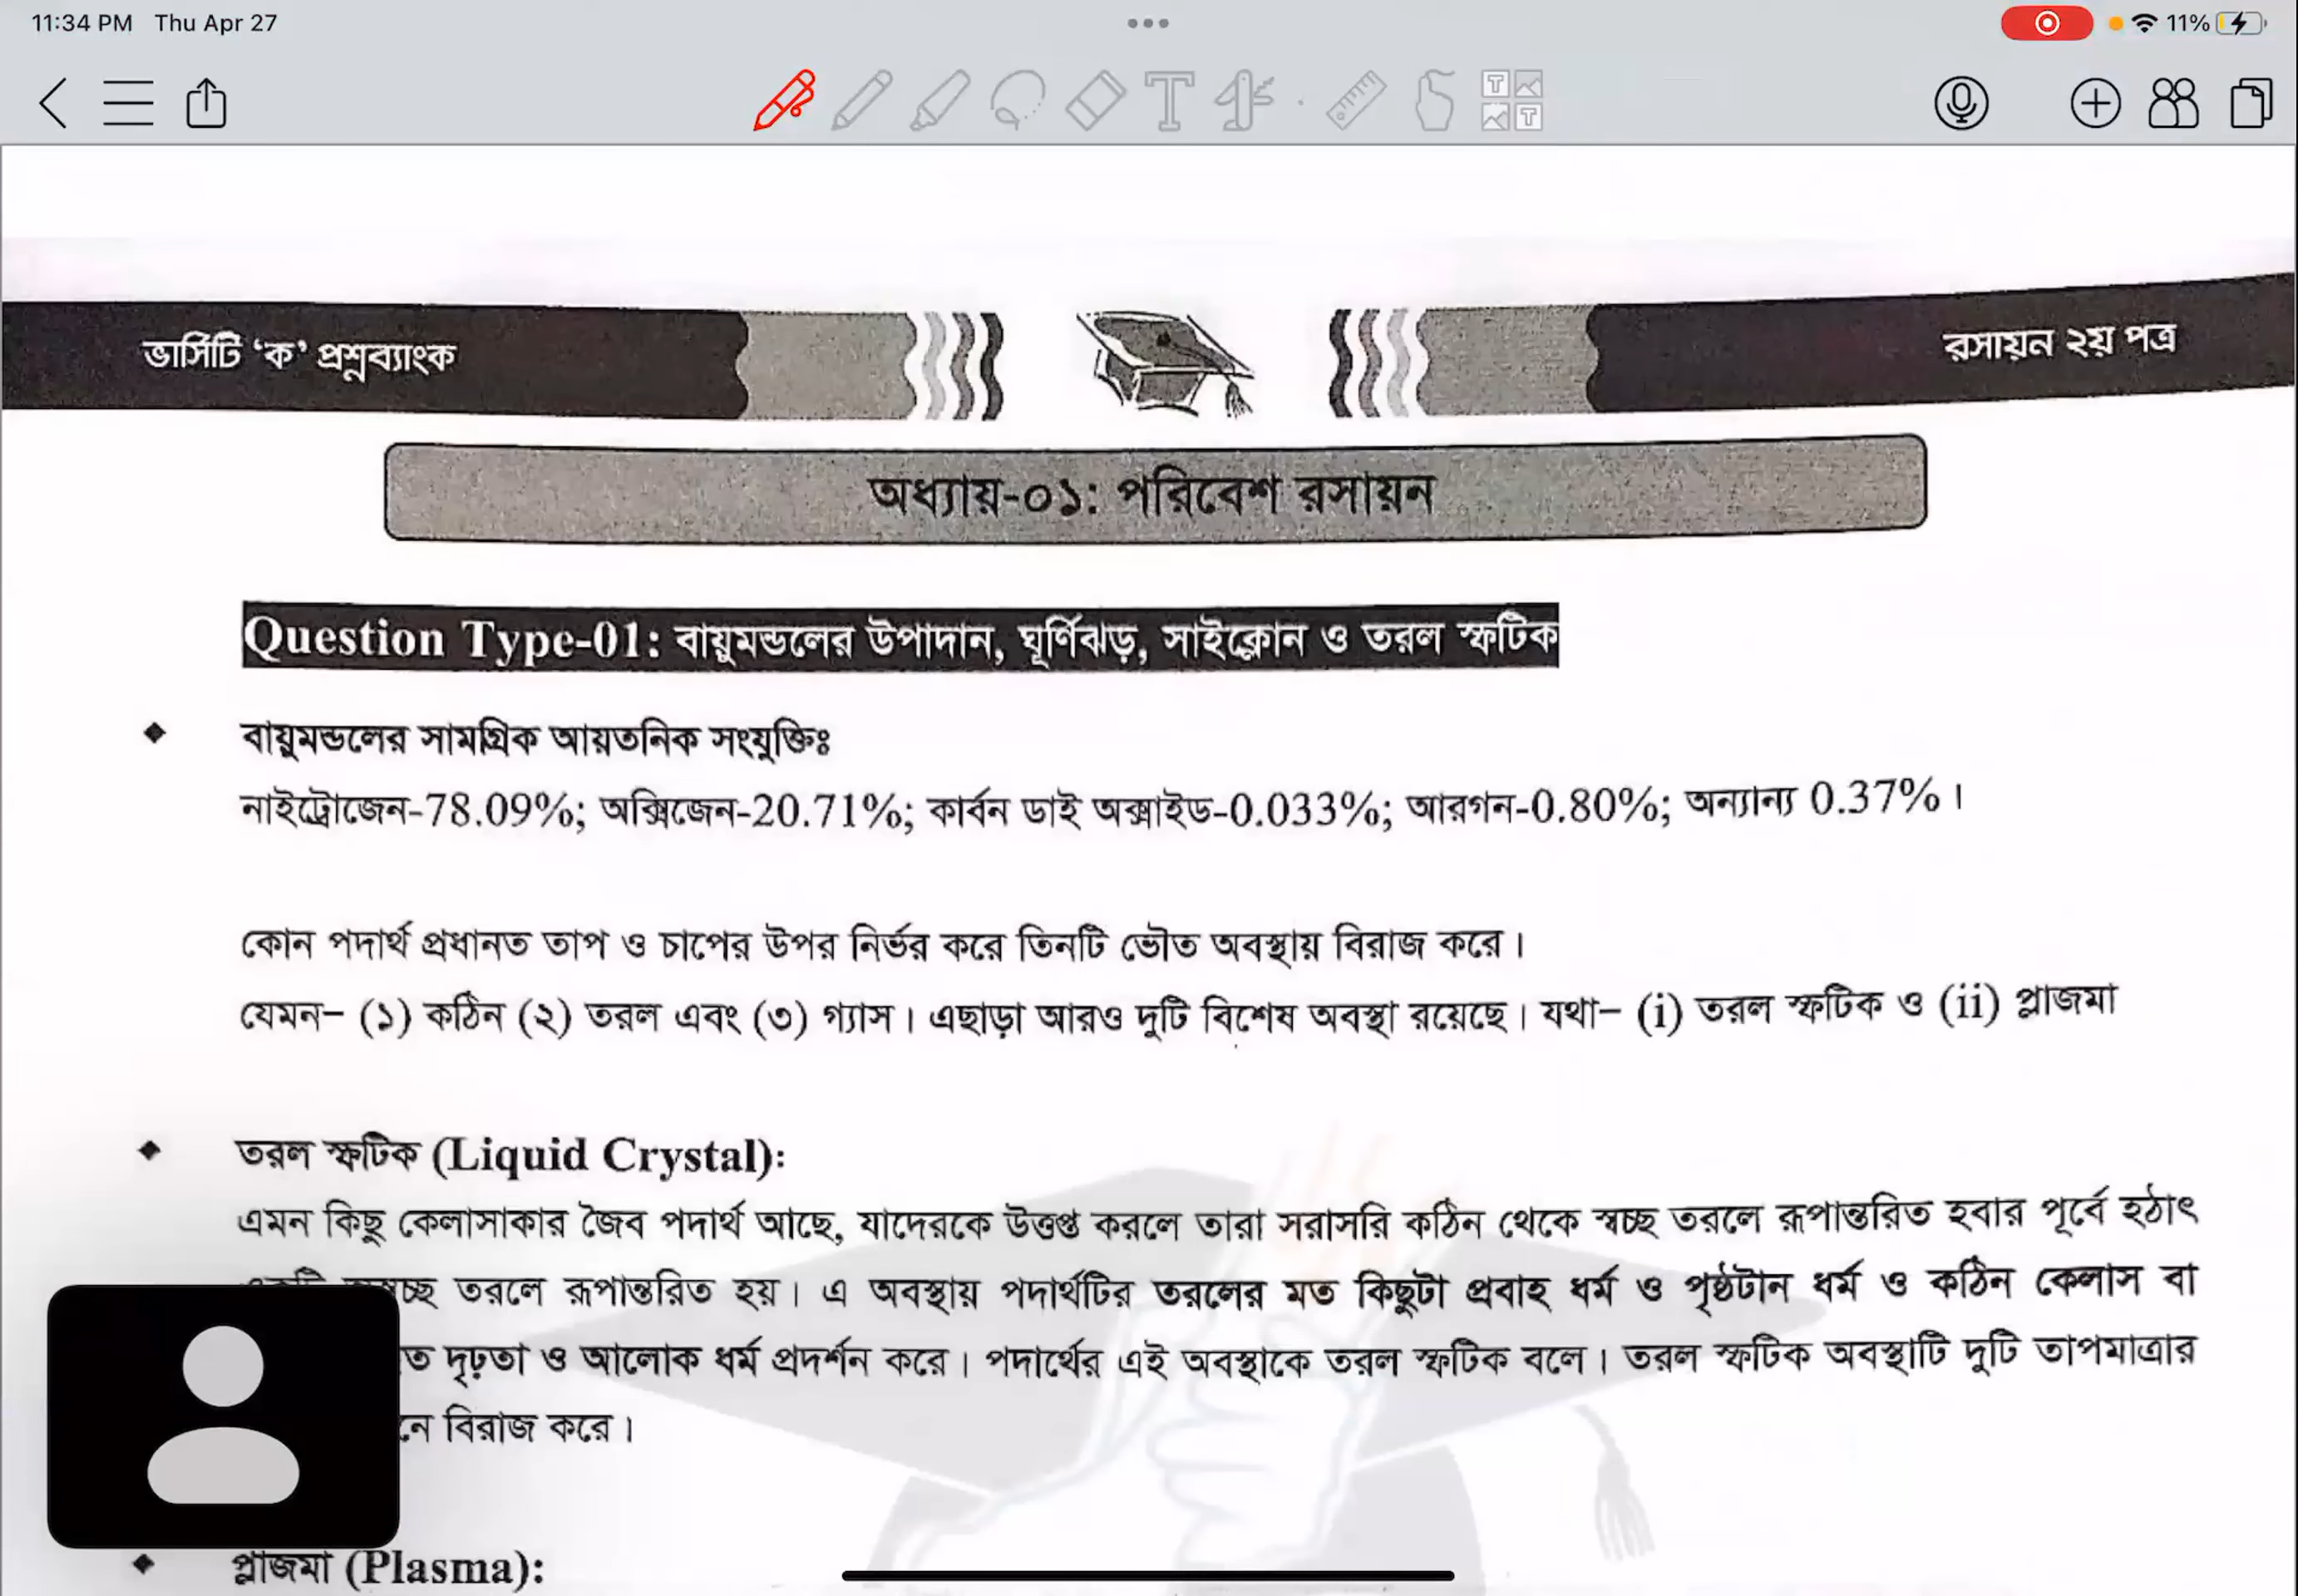 11:34 PM Thu Apr 27
11%
ভার্সিটি ‘ক’ প্রশ্নব্যাংক
রসায়ন ২য় পত্র
অধ্যায়-০১: পরিবেশ রসায়ন
Question Type-01: বায়ুমন্ডলের উপাদান, ঘূর্ণিঝড়, সাইক্লোন ও তরল স্ফটিক
◆ বায়ুমন্ডলের সামগ্রিক আয়তনিক সংযুক্তিঃ
নাইট্রোজেন-78.09%; অক্সিজেন-20.71%; কার্বন ডাই অক্সাইড-0.033%; আরগন-0.80%; অন্যান্য 0.37%।
কোন পদার্থ প্রধানত তাপ ও চাপের উপর নির্ভর করে তিনটি ভৌত অবস্থায় বিরাজ করে।
যেমন– (১) কঠিন (২) তরল এবং (৩) গ্যাস। এছাড়া আরও দুটি বিশেষ অবস্থা রয়েছে। যথা– (i) তরল স্ফটিক ও (ii) প্লাজমা
◆ তরল স্ফটিক (Liquid Crystal):
এমন কিছু কেলাসাকার জৈব পদার্থ আছে, যাদেরকে উত্তপ্ত করলে তারা সরাসরি কঠিন থেকে স্বচ্ছ তরলে রূপান্তরিত হবার পূর্বে হঠাৎ
তরলে রূপান্তরিত হয়। এ অবস্থায় পদার্থটির তরলের মত কিছুটা প্রবাহ ধর্ম ও পৃষ্ঠটান ধর্ম ও কঠিন কেলাস বা
দৃঢ়তা ও আলোক ধর্ম প্রদর্শন করে। পদার্থের এই অবস্থাকে তরল স্ফটিক বলে। তরল স্ফটিক অবস্থাটি দুটি তাপমাত্রার
বিরাজ করে।
◆ প্লাজমা (Plasma):